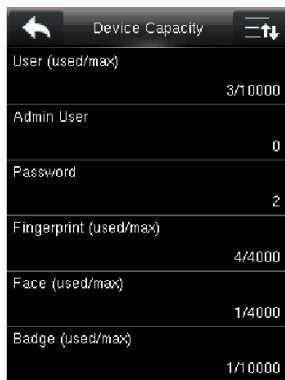 Device Capacity
User (used/max)
3/10000
Admin User
0
Password
2
Fingerprint (used/max)
4/4000
Face (used/max)
1/4000
Badge (used/max)
1/10000